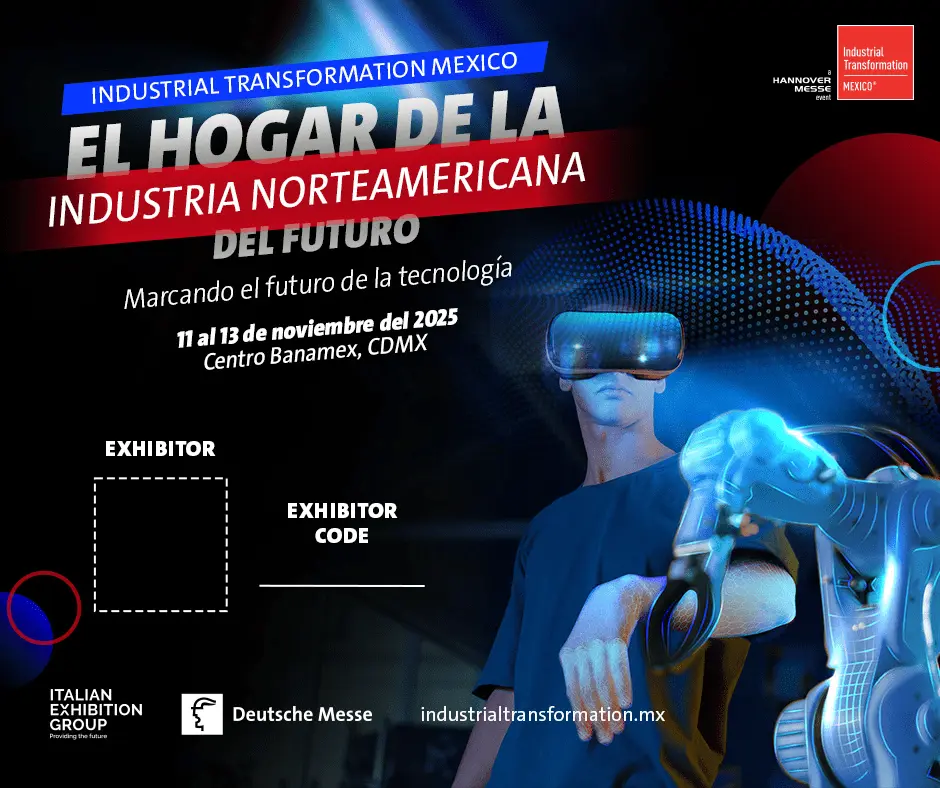 INDUSTRIAL TRANSFORMATION MEXICO
EL HOGAR DE LA
INDUSTRIA NORTEAMERICANA
DEL FUTURO
Marcando el futuro de la tecnología
11 al 13 de noviembre del 2025
Centro Banamex, CDMX
a
HANNOVER
MESSE
event
Industrial
Transformation
MEXICO®
EXHIBITOR
EXHIBITOR
CODE
ITALIAN
EXHIBITION
GROUP
Providing the future
Deutsche Messe
industrialtransformation.mx